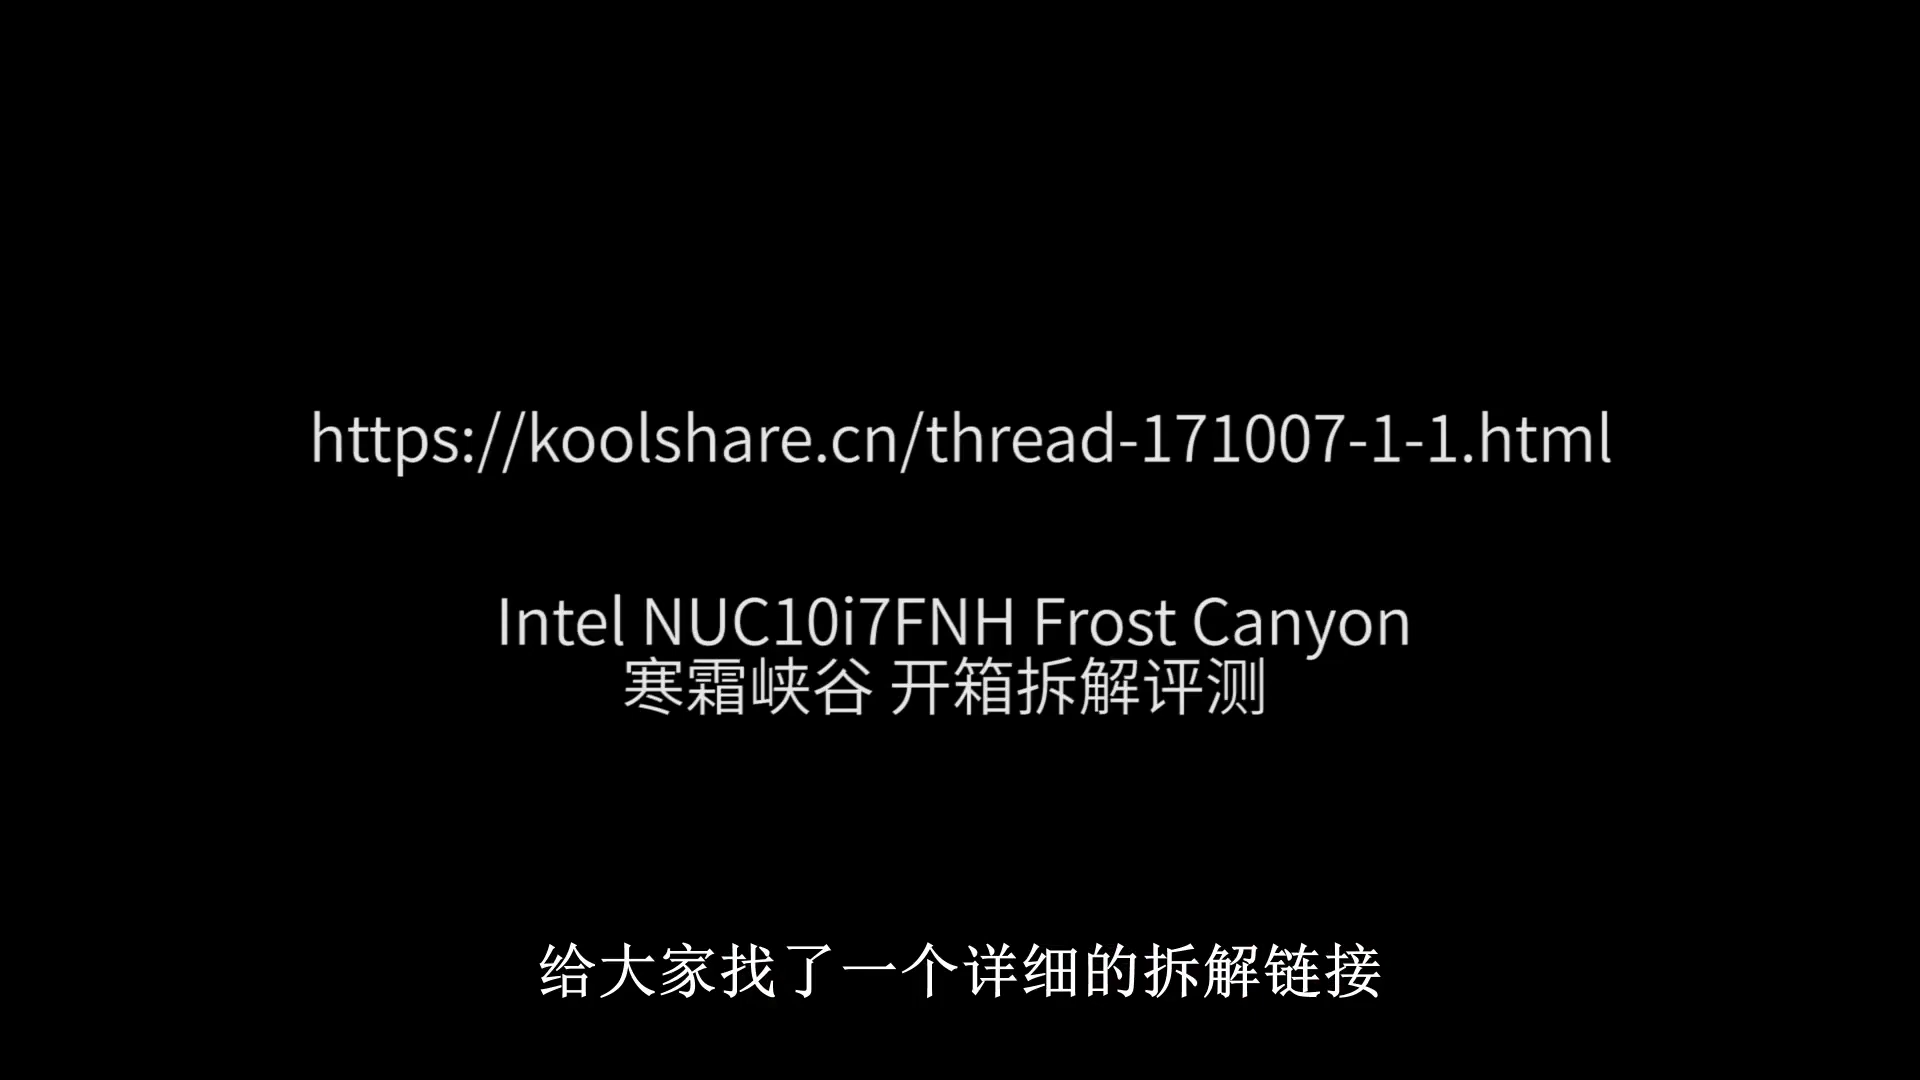 https://koolshare.cn/thread-171007-1-1.html
Intel NUC10i7FNH Frost Canyon
寒霜峡谷 开箱拆解评测
给大家找了一个详细的拆解链接